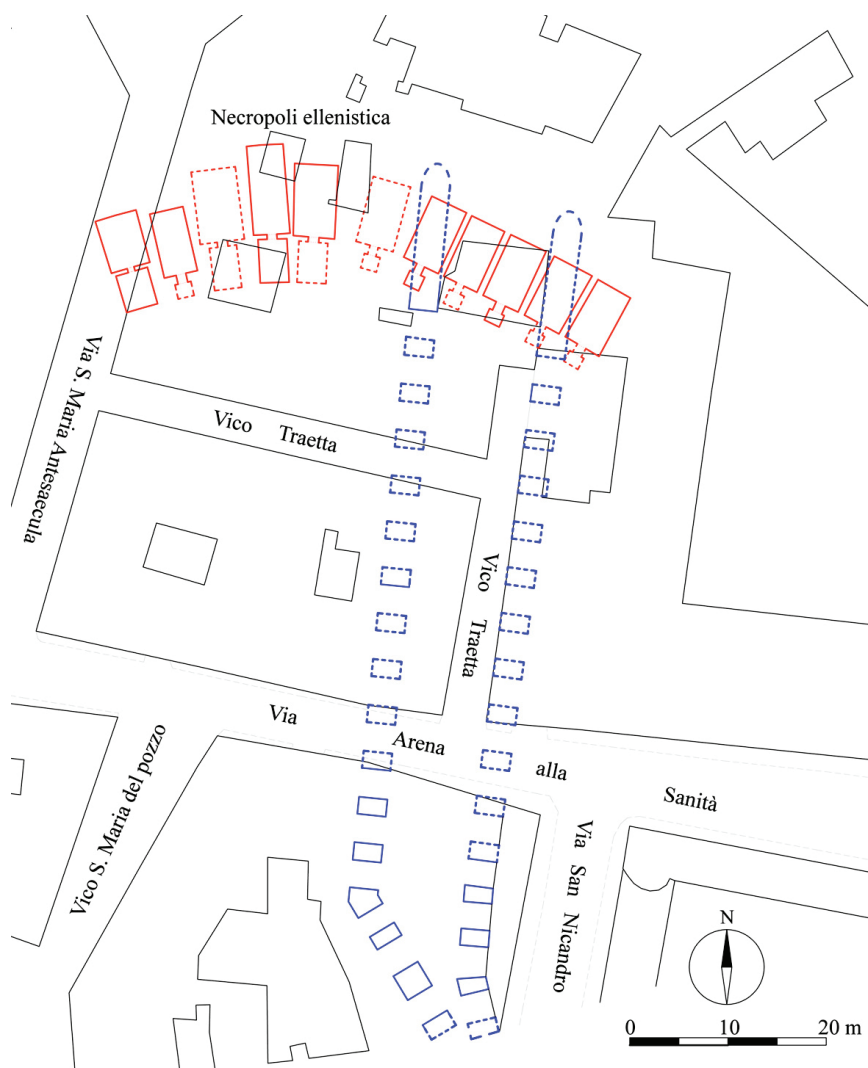 Necropoli ellenistica
Via S. Maria Antesaecula
Vico Traetta
Vico Traetta
Via Arena alla Sanità
Vico S. Maria del pozzo
Via San Nicandro
N
0 10 20 m